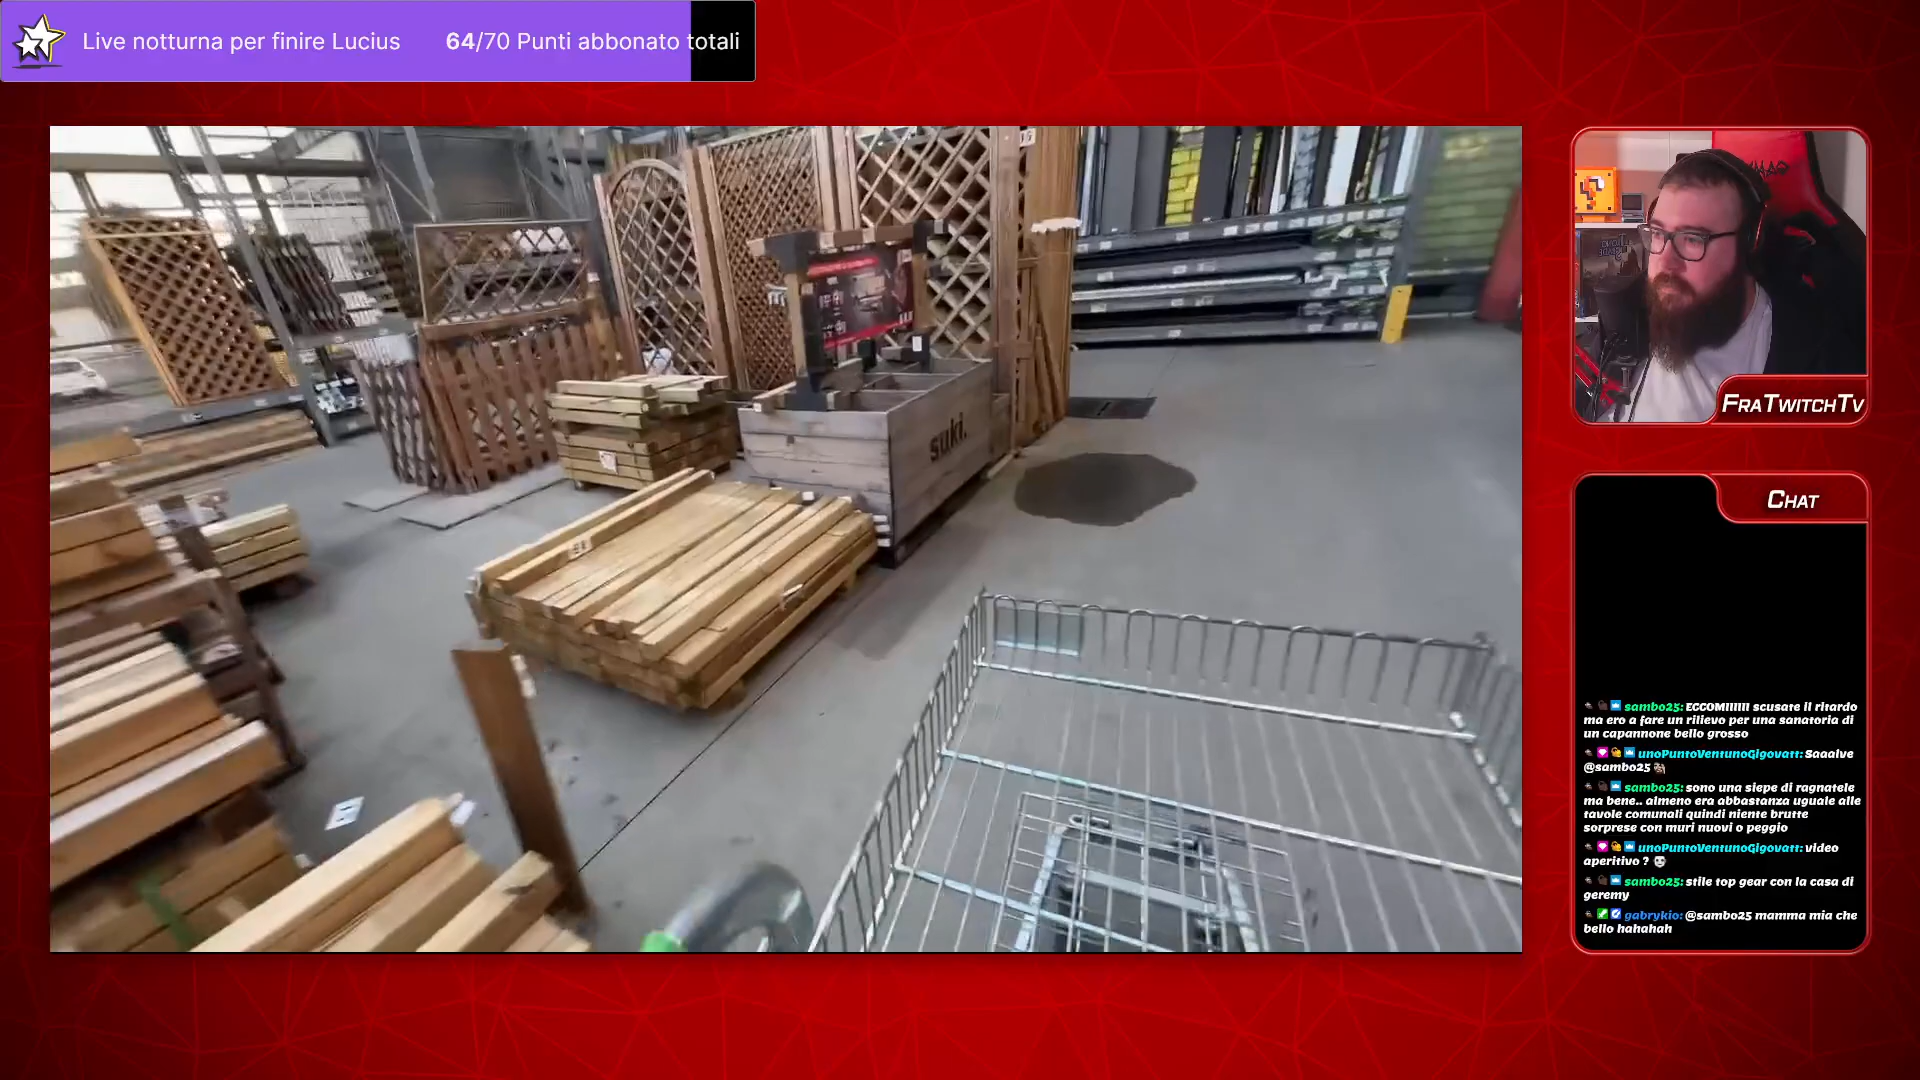 Live notturna per finire Lucius
64/70 Punti abbonato totali
suki.
FraTwitchTv
Chat
sambo25: ECCOMIIIIII scusate il ritardo
ma ero a fare un rilievo per una sanatoria di
un capannone bello grosso
unoPuntoVentunoGigovatt: Saaalve
@sambo25
sambo25: sono una siepe di ragnatele
ma bene.. almeno era abbastanza uguale alle
tavole comunali quindi niente brutte
sorprese con muri nuovi o peggio
unoPuntoVentunoGigovatt: video
aperitivo ?
sambo25: stile top gear con la casa di
geremy
gabrykio: @sambo25 mamma mia che
bello hahahah